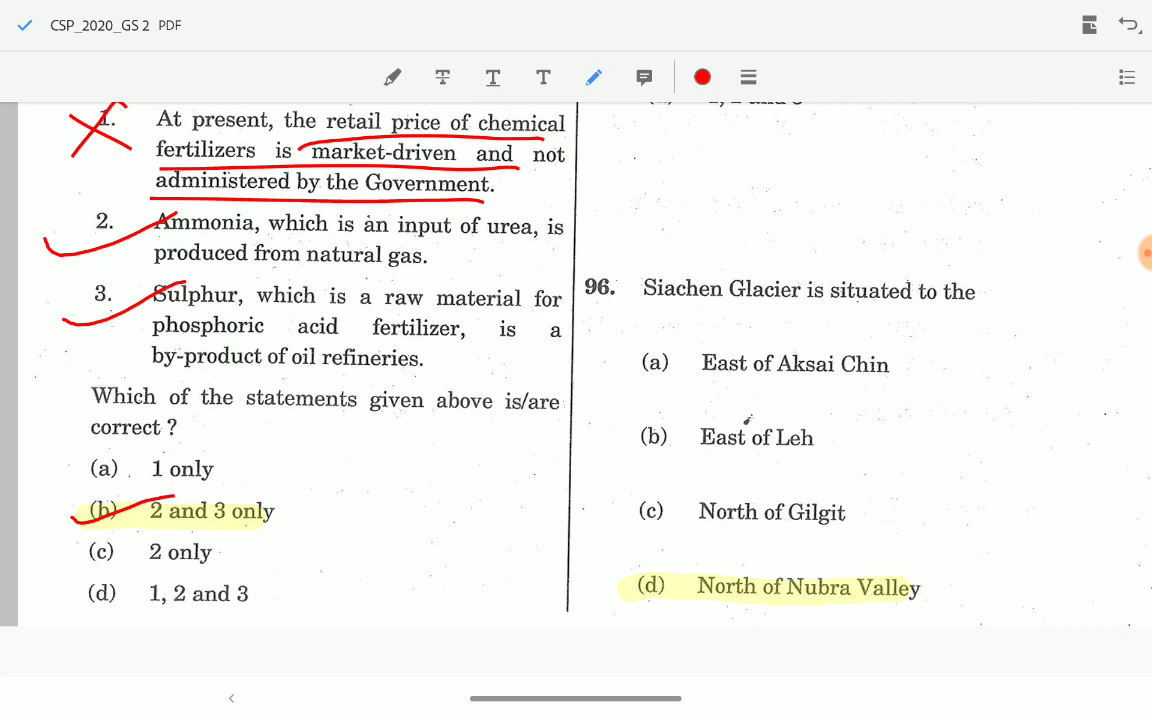 CSP_2020_GS 2 PDF
1. At present, the retail price of chemical
fertilizers is market-driven and not
administered by the Government.
2. Ammonia, which is an input of urea, is
produced from natural gas.
3. Sulphur, which is a raw material for
phosphoric acid fertilizer, is a
by-product of oil refineries.
Which of the statements given above is/are
correct ?
(a) 1 only
(b) 2 and 3 only
(c) 2 only
(d) 1, 2 and 3
96. Siachen Glacier is situated to the
(a) East of Aksai Chin
(b) East of Leh
(c) North of Gilgit
(d) North of Nubra Valley